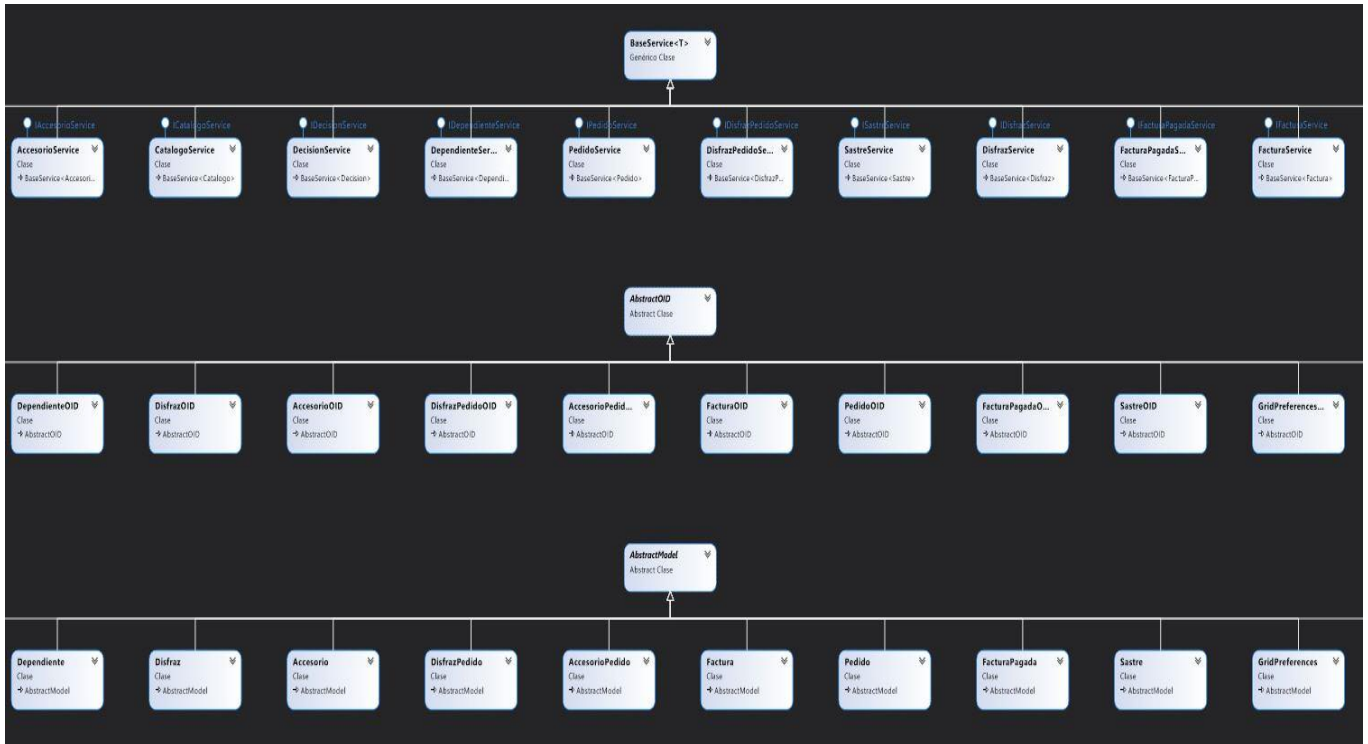 BaseService<T>
Genérico Clase
IAccesorioService
ICatalogoService
IDecisionService
IDependienteService
IPedidoService
IDisfrazPedidoService
ISastreService
IDisfrazService
IFacturaPagadaService
IFacturaService
AccesorioService
Clase
BaseService<Accesori...
CatalogoService
Clase
BaseService<Catalogo>
DecisionService
Clase
BaseService<Decision>
DependienteSer...
Clase
BaseService<Dependi...
PedidoService
Clase
BaseService<Pedido>
DisfrazPedidoSe...
Clase
BaseService<DisfrazP...
SastreService
Clase
BaseService<Sastre>
DisfrazService
Clase
BaseService<Disfraz>
FacturaPagadaS...
Clase
BaseService<FacturaP...
FacturaService
Clase
BaseService<Factura>
AbstractOID
Abstract Clase
DependienteOID
Clase
AbstractOID
DisfrazOID
Clase
AbstractOID
AccesorioOID
Clase
AbstractOID
DisfrazPedidoOID
Clase
AbstractOID
AccesorioPedid...
Clase
AbstractOID
FacturaOID
Clase
AbstractOID
PedidoOID
Clase
AbstractOID
FacturaPagadaO...
Clase
AbstractOID
SastreOID
Clase
AbstractOID
GridPreferences...
Clase
AbstractOID
AbstractModel
Abstract Clase
Dependiente
Clase
AbstractModel
Disfraz
Clase
AbstractModel
Accesorio
Clase
AbstractModel
DisfrazPedido
Clase
AbstractModel
AccesorioPedido
Clase
AbstractModel
Factura
Clase
AbstractModel
Pedido
Clase
AbstractModel
FacturaPagada
Clase
AbstractModel
Sastre
Clase
AbstractModel
GridPreferences
Clase
AbstractModel